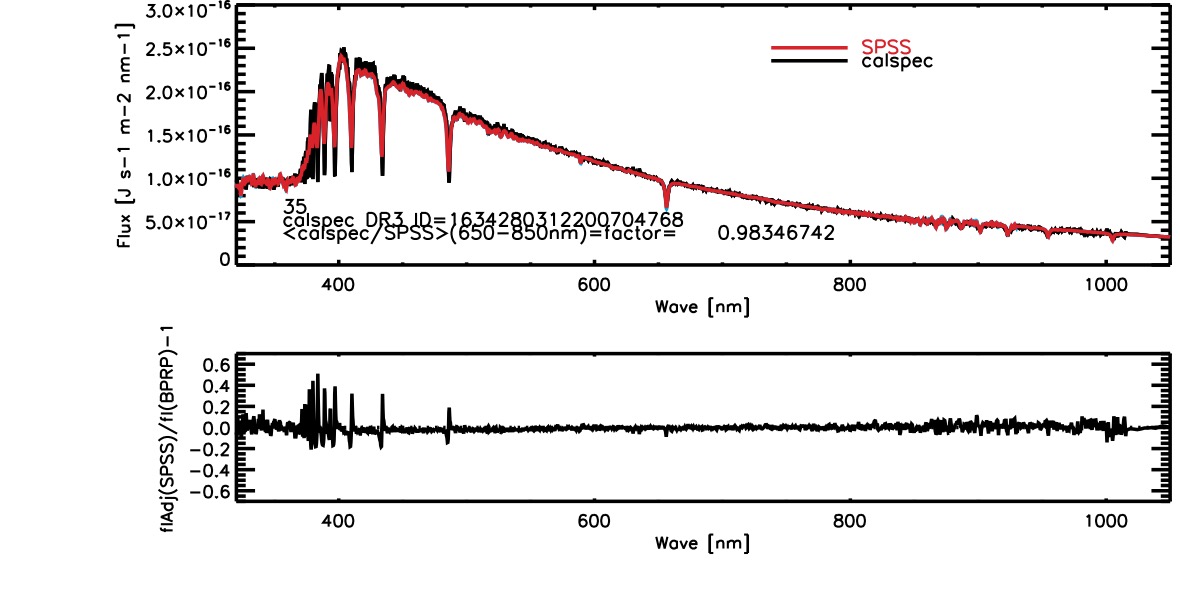 3.0×10−16
2.5×10−16
2.0×10−16
1.5×10−16
1.0×10−16
5.0×10−17
0
Flux [J s−1 m−2 nm−1]
SPSS
calspec
35
calspec DR3_ID=1634280312200704768
<calspec/SPSS>(650−850nm)=factor= 0.98346742
400 600 800 1000
Wave [nm]
0.6
0.4
0.2
0.0
−0.2
−0.4
−0.6
flAdj(SPSS)/fl(BPRP)−1
400 600 800 1000
Wave [nm]